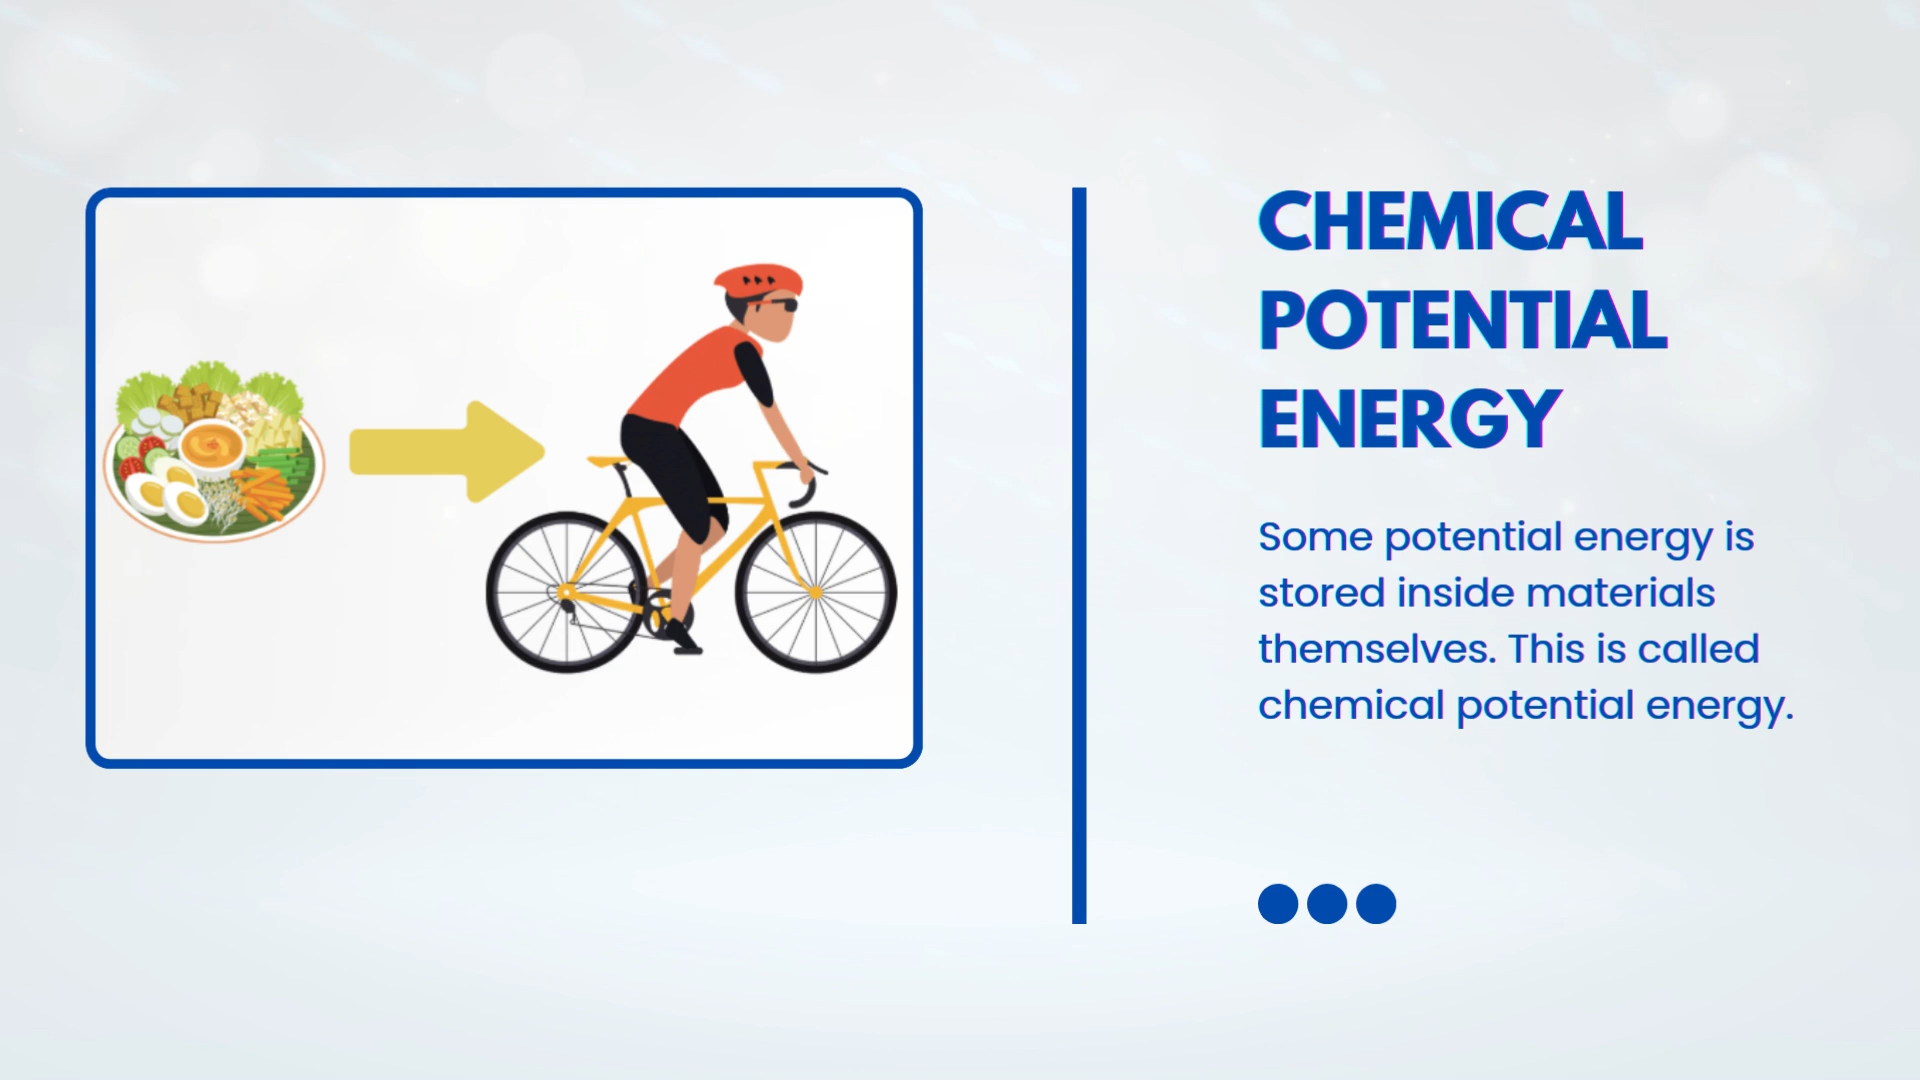 CHEMICAL
POTENTIAL
ENERGY
Some potential energy is
stored inside materials
themselves. This is called
chemical potential energy.